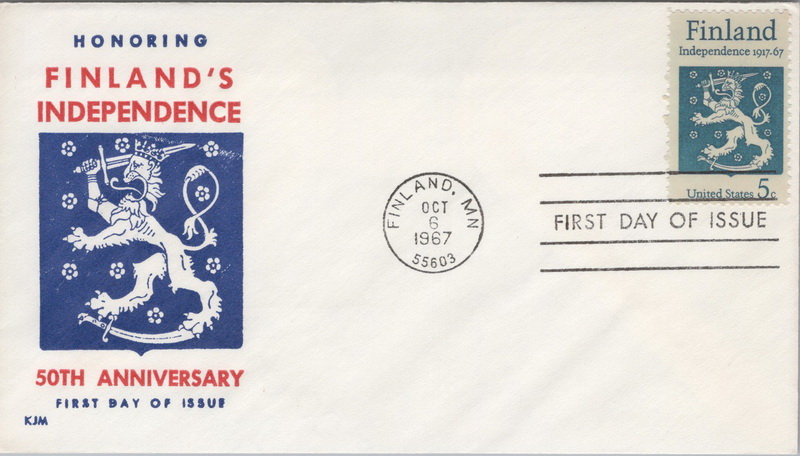 HONORING
FINLAND'S
INDEPENDENCE
50TH ANNIVERSARY
FIRST DAY OF ISSUE
KJM
FINLAND, MN
OCT
6
1967
55603
Finland
Independence 1917-67
United States 5c
FIRST DAY OF ISSUE